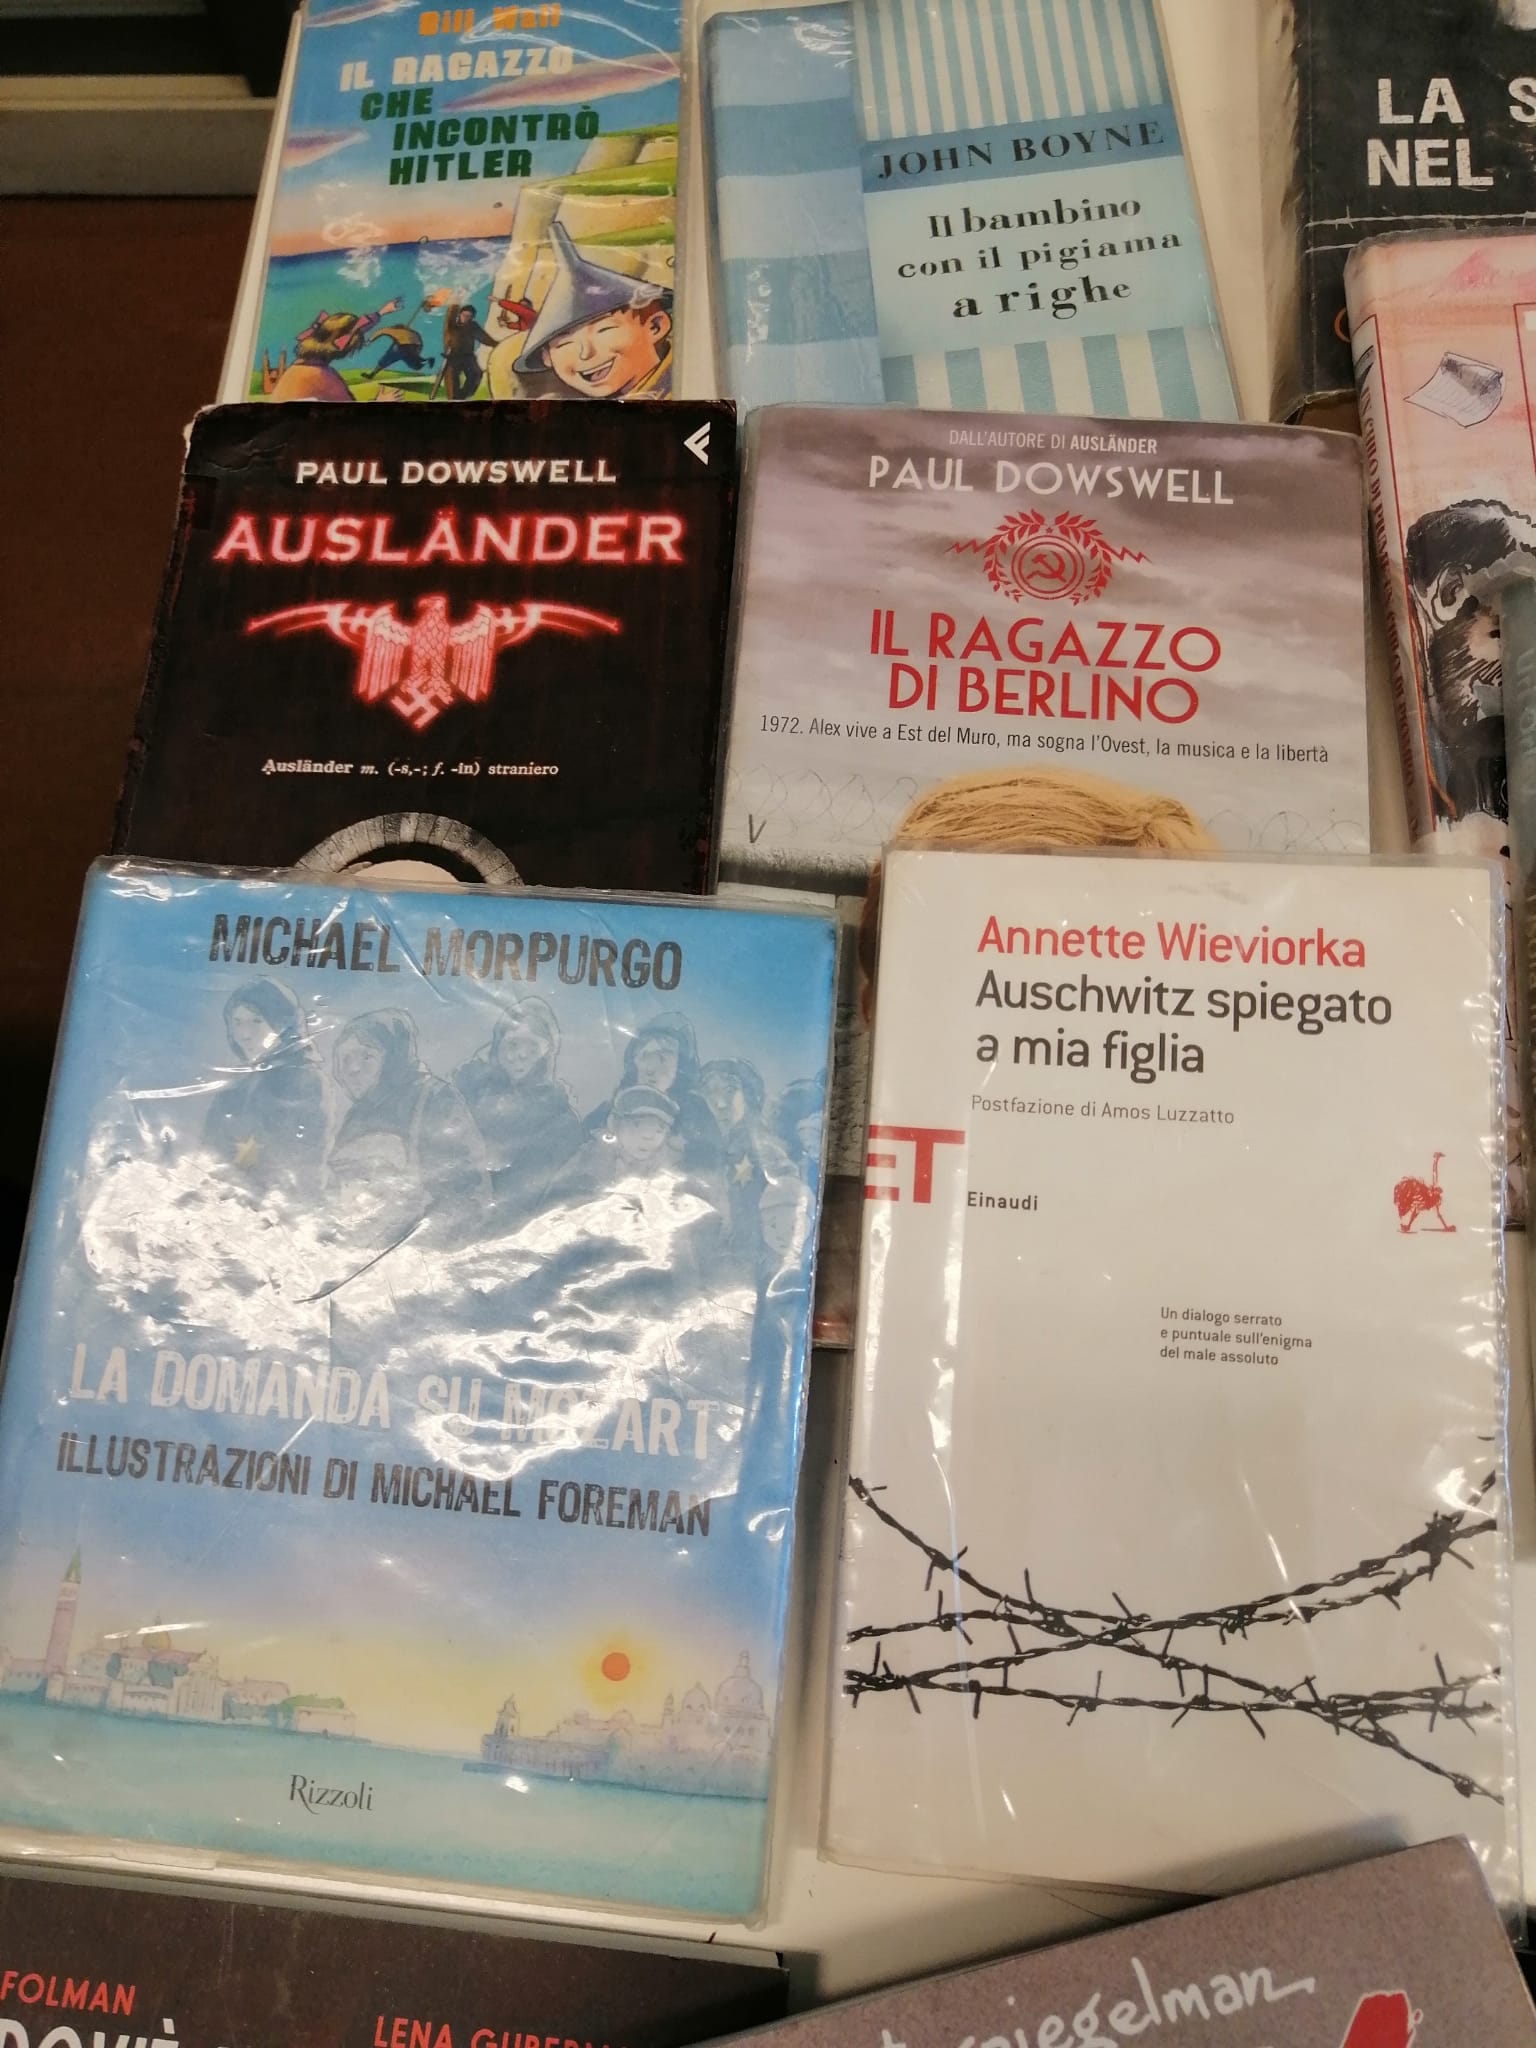 Bill Wall
IL RAGAZZO
CHE
INCONTRÒ
HITLER
JOHN BOYNE
Il bambino
con il pigiama
a righe
LA S
NEL
PAUL DOWSWELL
AUSLÄNDER
Ausländer m. (-s,-; f. -in) straniero
DALL'AUTORE DI AUSLÄNDER
PAUL DOWSWELL
IL RAGAZZO
DI BERLINO
1972. Alex vive a Est del Muro, ma sogna l'Ovest, la musica e la libertà
V
MICHAEL MORPURGO
LA DOMANDA SU MOZART
ILLUSTRAZIONI DI MICHAEL FOREMAN
Rizzoli
Annette Wieviorka
Auschwitz spiegato
a mia figlia
Postfazione di Amos Luzzatto
ET
Einaudi
Un dialogo serrato
e puntuale sull'enigma
del male assoluto
FOLMAN
LENA
DOV'È
spiegelman